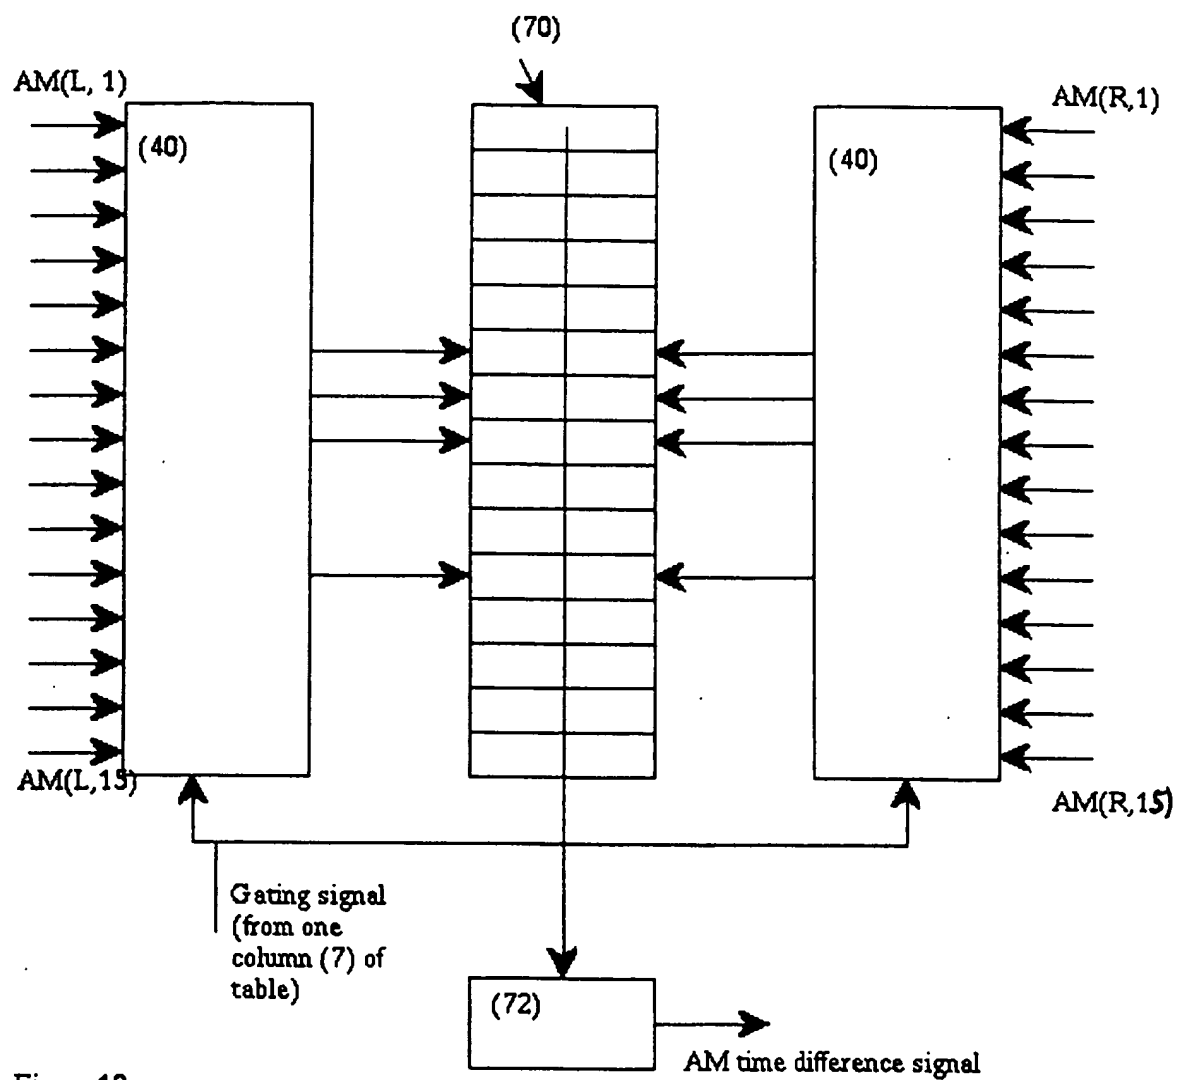 (70)
AM(L, 1)
AM(R,1)
(40)
(40)
AM(L,15)
AM(R,15)
Gating signal
(from one
column (7) of
table)
(72)
AM time difference signal